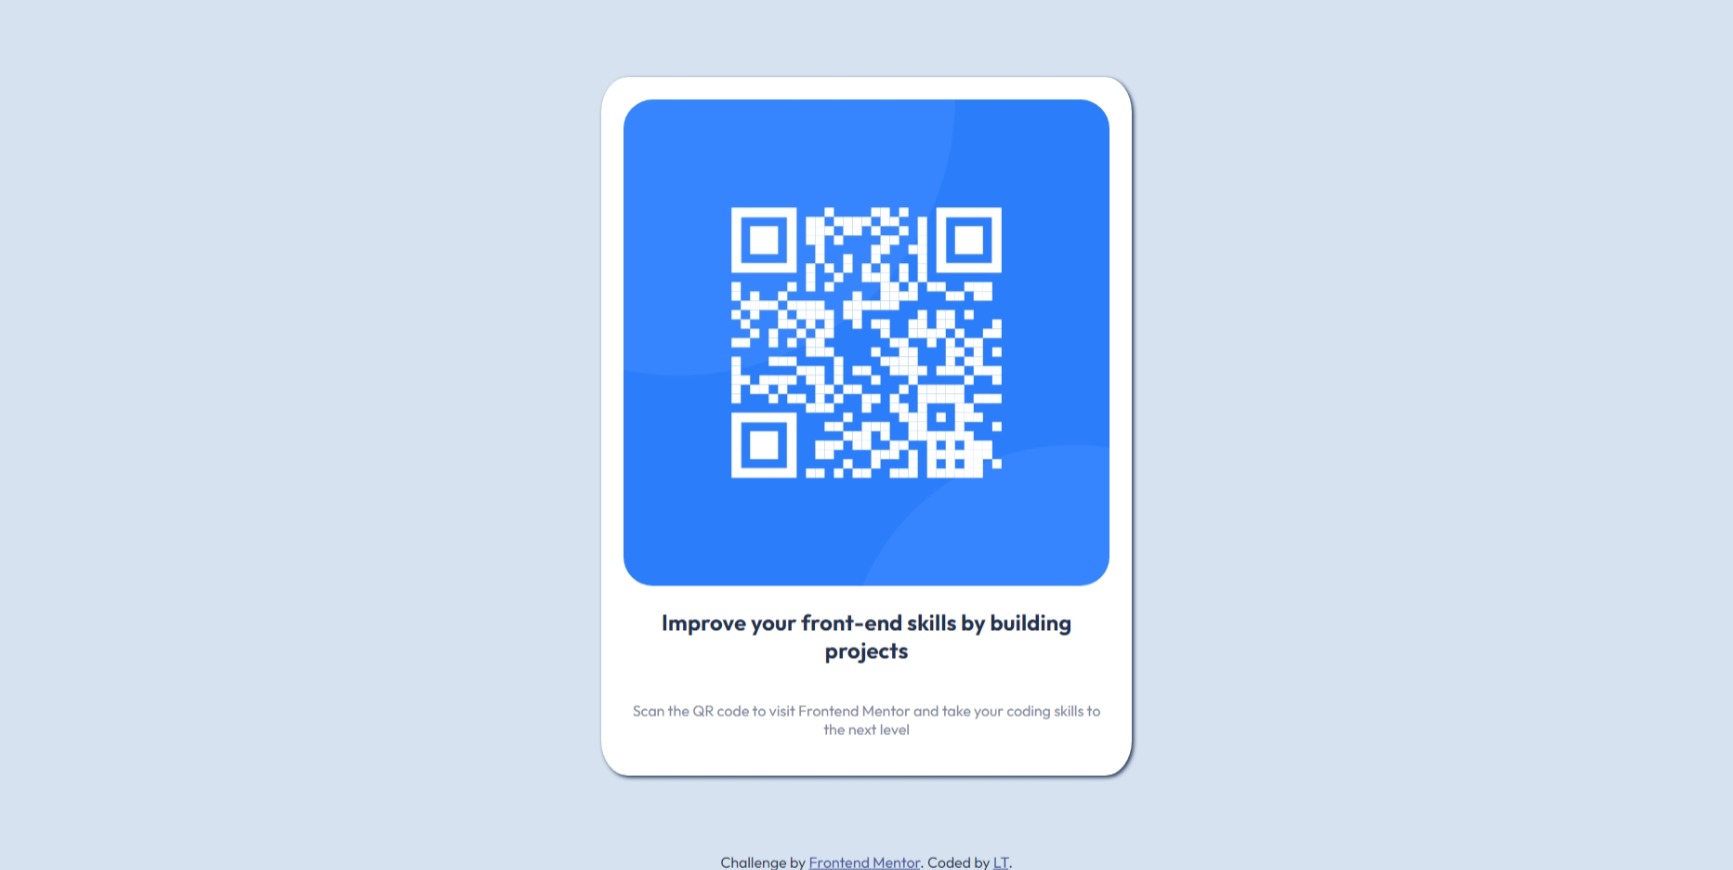 Improve your front-end skills by building
projects
Scan the QR code to visit Frontend Mentor and take your coding skills to
the next level
Challenge by Frontend Mentor. Coded by LT.